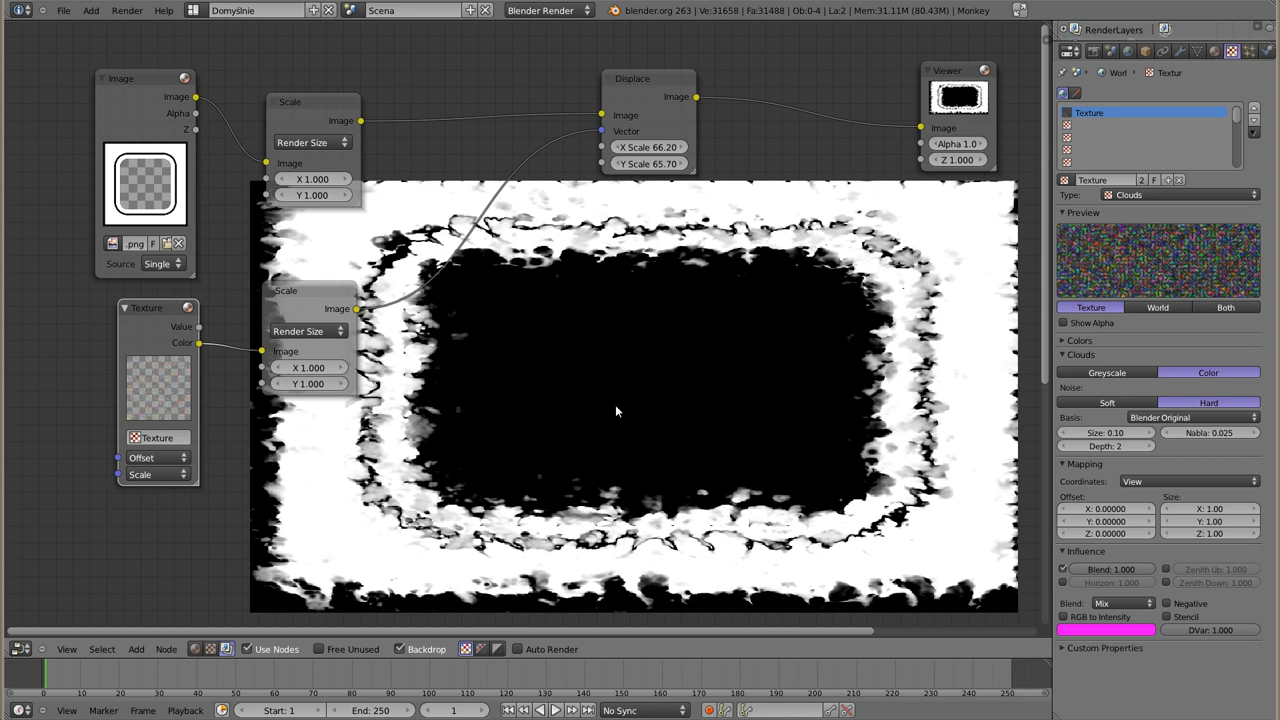 File Add Render Help Domyślnie Scena Blender Render blender.org 263 | Ve:31658 | Fa:31488 | Ob:0-4 | La:2 | Mem:31.11M (80.43M) | Monkey
RenderLayers
Worl Textur
Texture
Texture 2 F
Type: Clouds
Preview
Texture World Both
Show Alpha
Colors
Clouds
Greyscale Color
Noise:
Soft Hard
Basis: Blender Original
Size: 0.10 Nabla: 0.025
Depth: 2
Mapping
Coordinates: View
Offset: Size:
X: 0.00000 X: 1.00
Y: 0.00000 Y: 1.00
Z: 0.00000 Z: 1.00
Influence
Blend: 1.000 Zenith Up: 1.000
Horizon: 1.000 Zenith Down: 1.000
Blend: Mix Negative
RGB to Intensity Stencil
DVar: 1.000
Custom Properties
Image
Image
Alpha
Z
.png F
Source Single
Texture
Value
Color
Texture
Offset
Scale
Scale
Image
Render Size
Image
X 1.000
Y 1.000
Scale
Image
Render Size
Image
X 1.000
Y 1.000
Displace
Image
Image
Vector
X Scale 66.20
Y Scale 65.70
Viewer
Image
Alpha 1.0
Z 1.000
View Select Add Node Use Nodes Free Unused Backdrop Auto Render
0 10 20 30 40 50 60 70 80 90 100 110 120 130 140 150 160 170 180 190 200 210 220 230 240 250
View Marker Frame Playback Start: 1 End: 250 1 No Sync